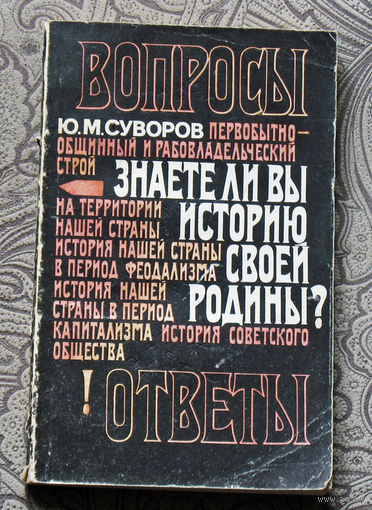 ВОПРОСЫ
Ю.М.СУВОРОВ ПЕРВОБЫТНО—
ОБЩИННЫЙ И РАБОВЛАДЕЛЬЧЕСКИЙ
СТРОЙ
ЗНАЕТЕ ЛИ ВЫ
НА ТЕРРИТОРИИ
НАШЕЙ СТРАНЫ
ИСТОРИЮ
ИСТОРИЯ НАШЕЙ СТРАНЫ
В ПЕРИОД ФЕОДАЛИЗМА
СВОЕЙ
ИСТОРИЯ НАШЕЙ
СТРАНЫ В ПЕРИОД
РОДИНЫ?
КАПИТАЛИЗМА ИСТОРИЯ СОВЕТСКОГО
ОБЩЕСТВА
! ОТВЕТЫ